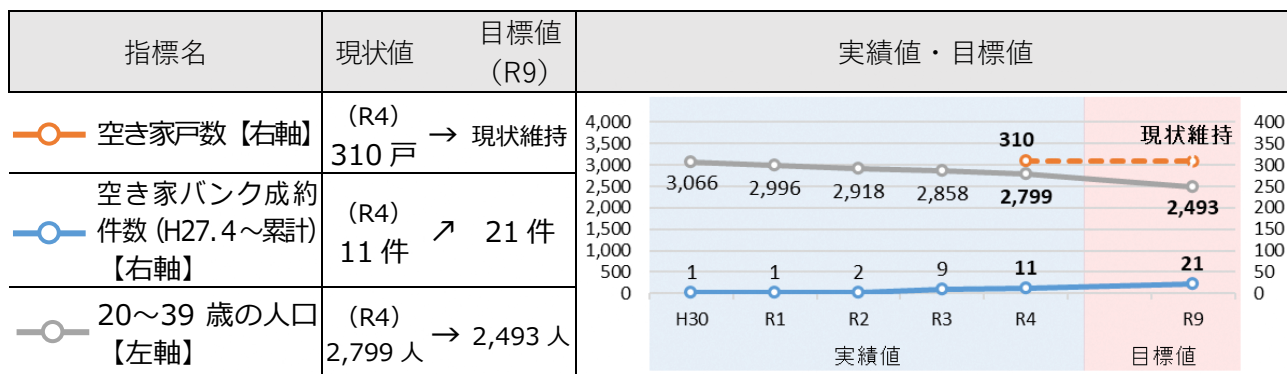 指標名
現状値
目標値
(R9)
実績値・目標値
空き家戸数【右軸】
(R4)
310 戸
→ 現状維持
空き家バンク成約
件数(H27.4～累計)
【右軸】
(R4)
11 件
↗ 21 件
20～39 歳の人口
【左軸】
(R4)
2,799 人
→ 2,493 人
4,000
3,500
3,000
2,500
2,000
1,500
1,000
500
0
310
現状維持
3,066 2,996 2,918 2,858 2,799 2,493
1 1 2 9 11 21
400
350
300
250
200
150
100
50
0
H30 R1 R2 R3 R4 R9
実績値 目標値